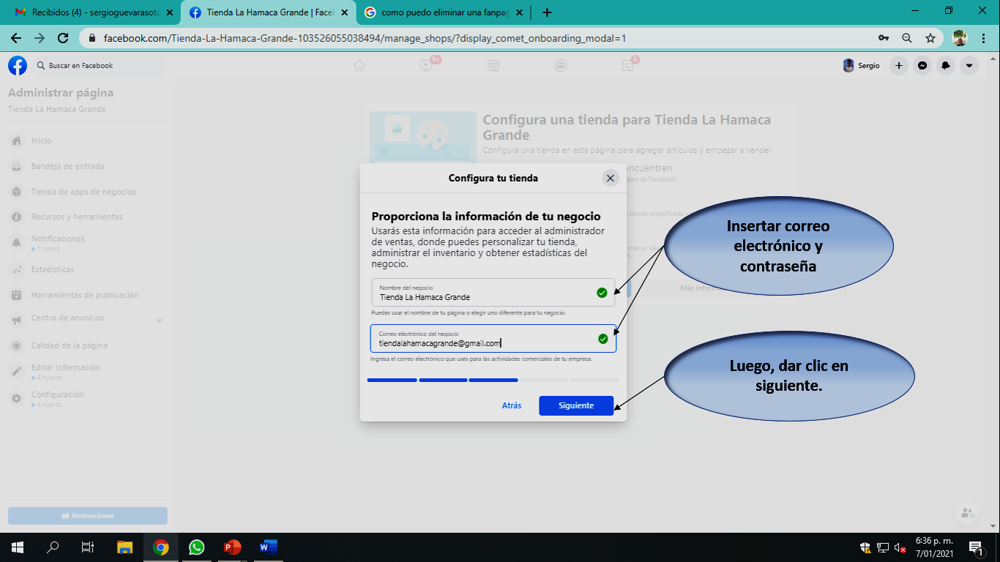 Recibidos (4) - sergioguevarasoto
Tienda La Hamaca Grande | Faceb
como puedo eliminar una fanpag
facebook.com/Tienda-La-Hamaca-Grande-103526055038494/manage_shops/?display_comet_onboarding_modal=1
Buscar en Facebook
9+
5
Sergio
Administrar página
Tienda La Hamaca Grande
Inicio
Bandeja de entrada
Tienda de apps de negocios
Recursos y herramientas
Notificaciones
1 nuevo
Estadísticas
Herramientas de publicación
Centro de anuncios
Calidad de la página
Editar información
4 nuevos
Configuración
4 nuevos
Promocionar
Configura una tienda para Tienda La Hamaca
Grande
Configura una tienda en esta página para agregar artículos y empezar a vender.
encuentren
apps de Facebook.
tienda simplificada
marca.
Más informa
Configura tu tienda
Proporciona la información de tu negocio
Usarás esta información para acceder al administrador
de ventas, donde puedes personalizar tu tienda,
administrar el inventario y obtener estadísticas del
negocio.
Nombre del negocio
Tienda La Hamaca Grande
Puedes usar el nombre de tu página o elegir uno diferente para tu negocio.
Correo electrónico del negocio
tiendalahamacagrande@gmail.com
Ingresa el correo electrónico que uses para las actividades comerciales de tu empresa.
Atrás
Siguiente
Insertar correo
electrónico y
contraseña
Luego, dar clic en
siguiente.
6:36 p. m.
7/01/2021
1